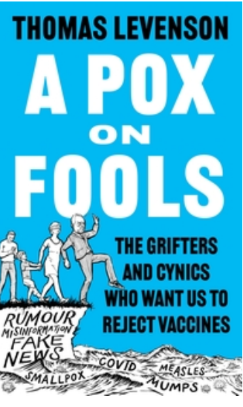 THOMAS LEVENSON
A POX
ON
FOOLS
THE GRIFTERS
AND CYNICS
WHO WANT US TO
REJECT VACCINES
RUMOUR
MISINFORMATION
FAKE
NEWS
SMALLPOX
COVID
MEASLES
MUMPS